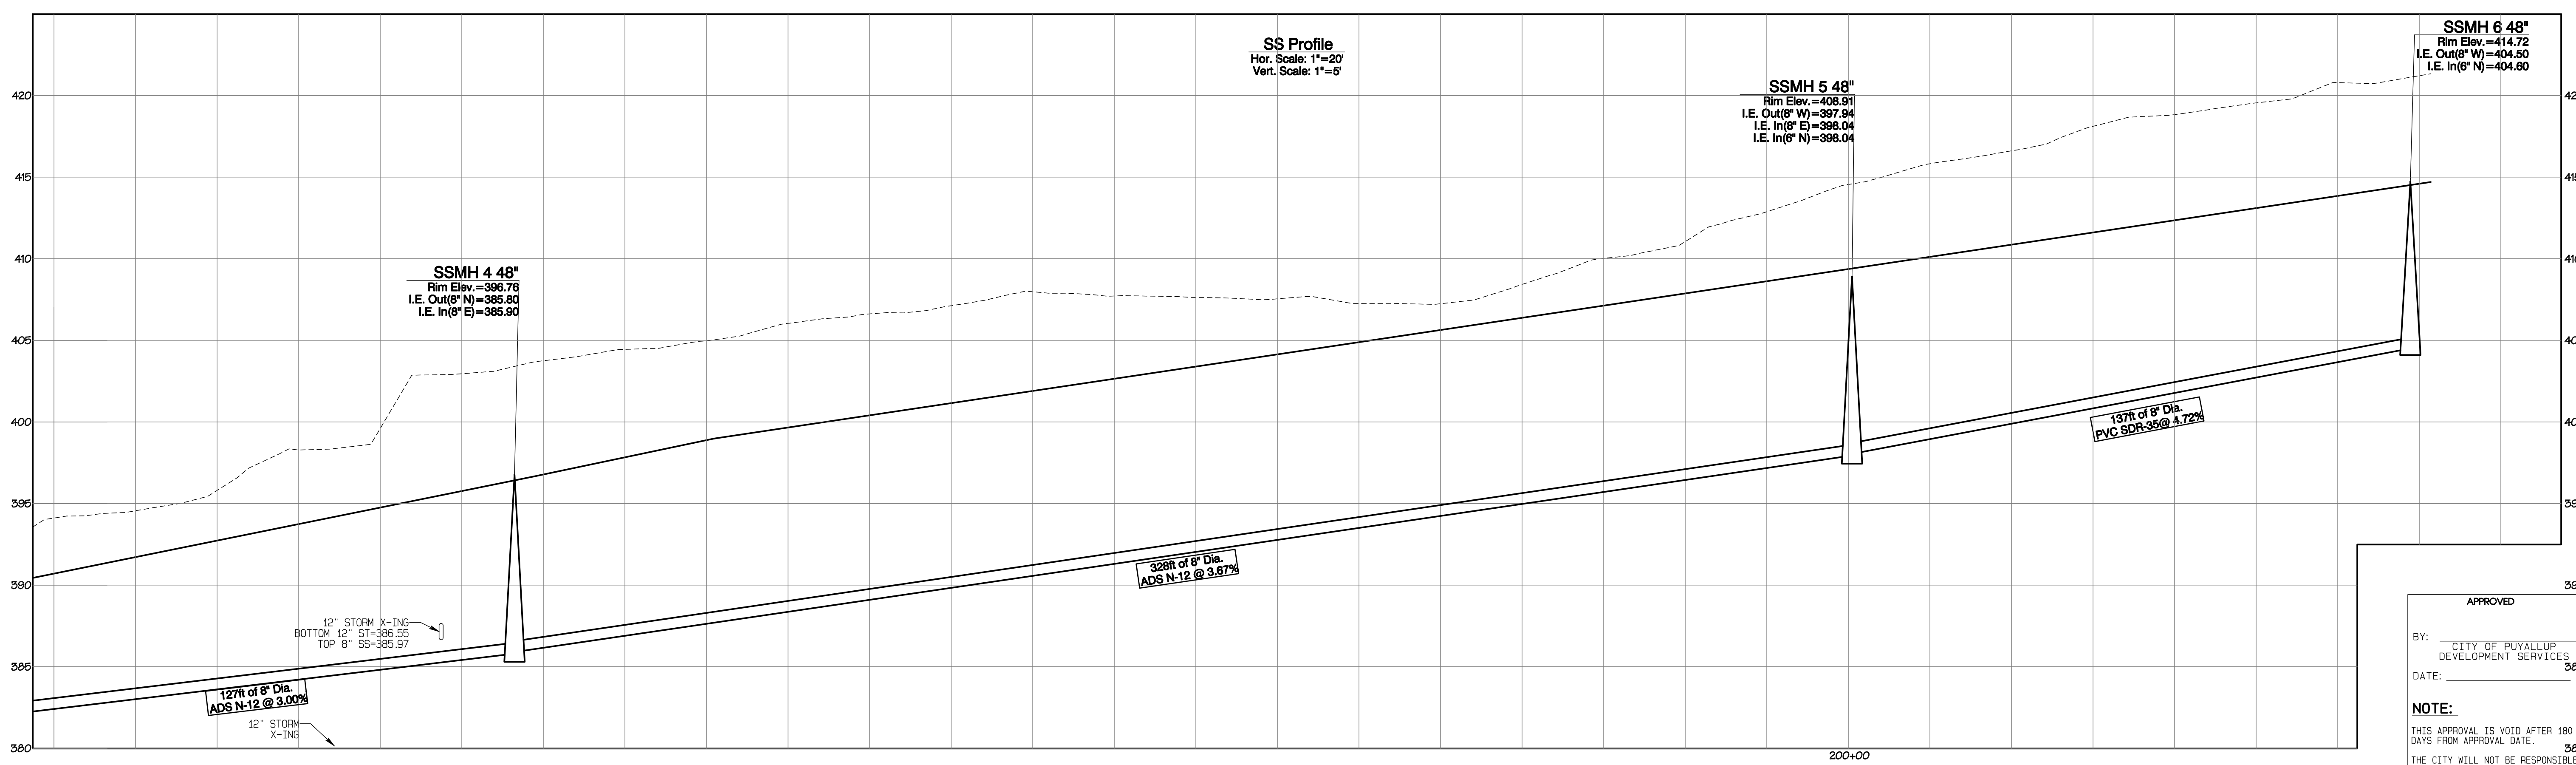 SS Profile
Hor. Scale: 1"=20'
Vert. Scale: 1"=5'
SSMH 6 48"
Rim Elev.=414.72
I.E. Out(8" W)=404.50
I.E. In(6" N)=404.60
SSMH 5 48"
Rim Elev.=408.91
I.E. Out(8" W)=397.94
I.E. In(8" E)=398.04
I.E. In(6" N)=398.04
SSMH 4 48"
Rim Elev.=396.76
I.E. Out(8" N)=385.80
I.E. In(8" E)=385.90
420
415
410
405
400
395
390
385
380
137ft of 8" Dia.
PVC SDR-35@ 4.72%
328ft of 8" Dia.
ADS N-12 @ 3.67%
12" STORM X-ING
BOTTOM 12" ST=386.55
TOP 8" SS=385.97
127ft of 8" Dia.
ADS N-12 @ 3.00%
12" STORM
X-ING
200+00
APPROVED
BY:
CITY OF PUYALLUP
DEVELOPMENT SERVICES
DATE:
NOTE:
THIS APPROVAL IS VOID AFTER 180
DAYS FROM APPROVAL DATE.
THE CITY WILL NOT BE RESPONSIBLE